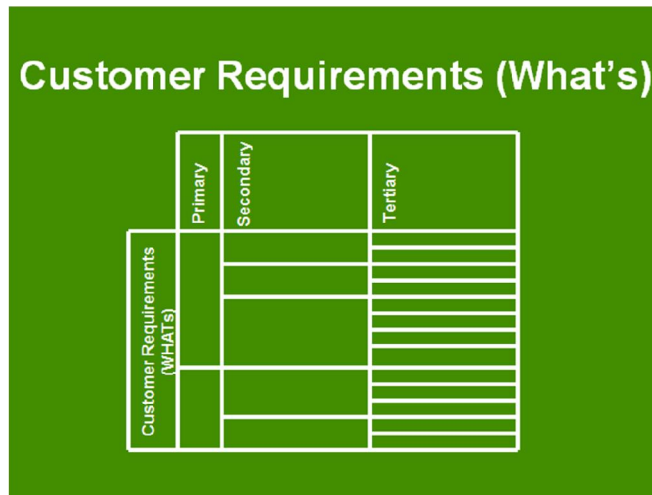 Customer Requirements (What's)
Primary
Secondary
Tertiary
Customer Requirements
(WHATs)